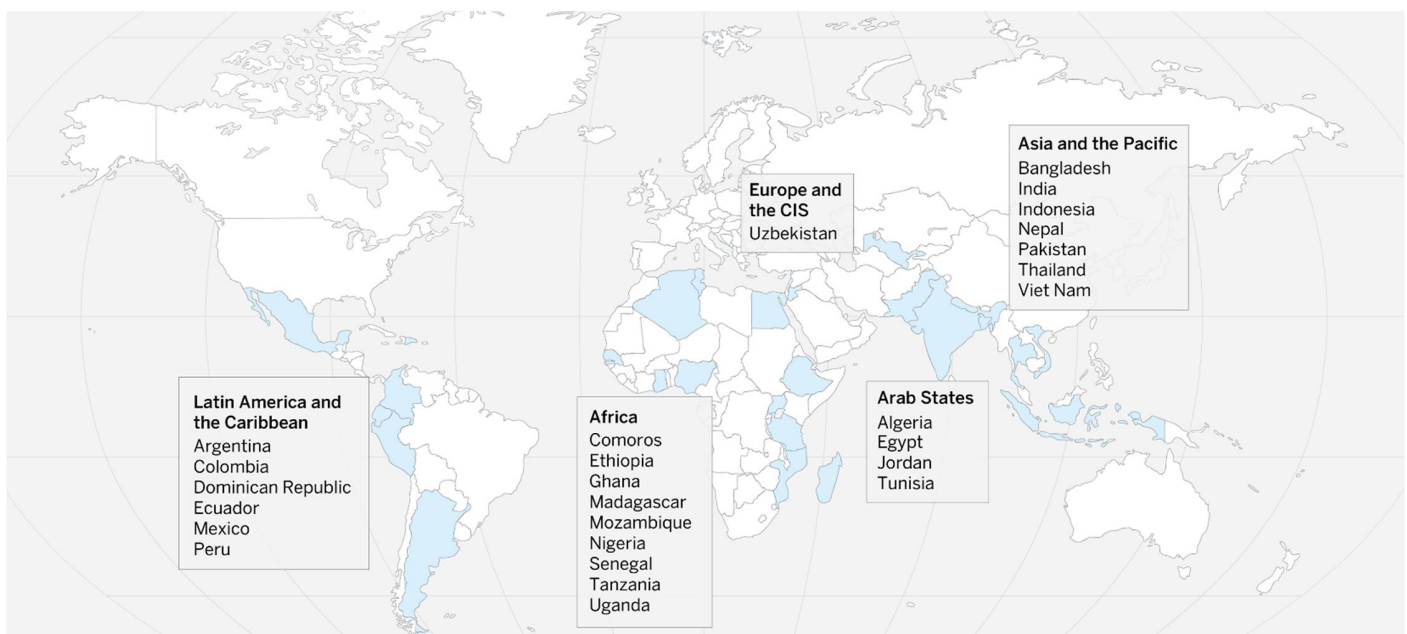 Latin America and
the Caribbean
Argentina
Colombia
Dominican Republic
Ecuador
Mexico
Peru
Africa
Comoros
Ethiopia
Ghana
Madagascar
Mozambique
Nigeria
Senegal
Tanzania
Uganda
Europe and
the CIS
Uzbekistan
Arab States
Algeria
Egypt
Jordan
Tunisia
Asia and the Pacific
Bangladesh
India
Indonesia
Nepal
Pakistan
Thailand
Viet Nam